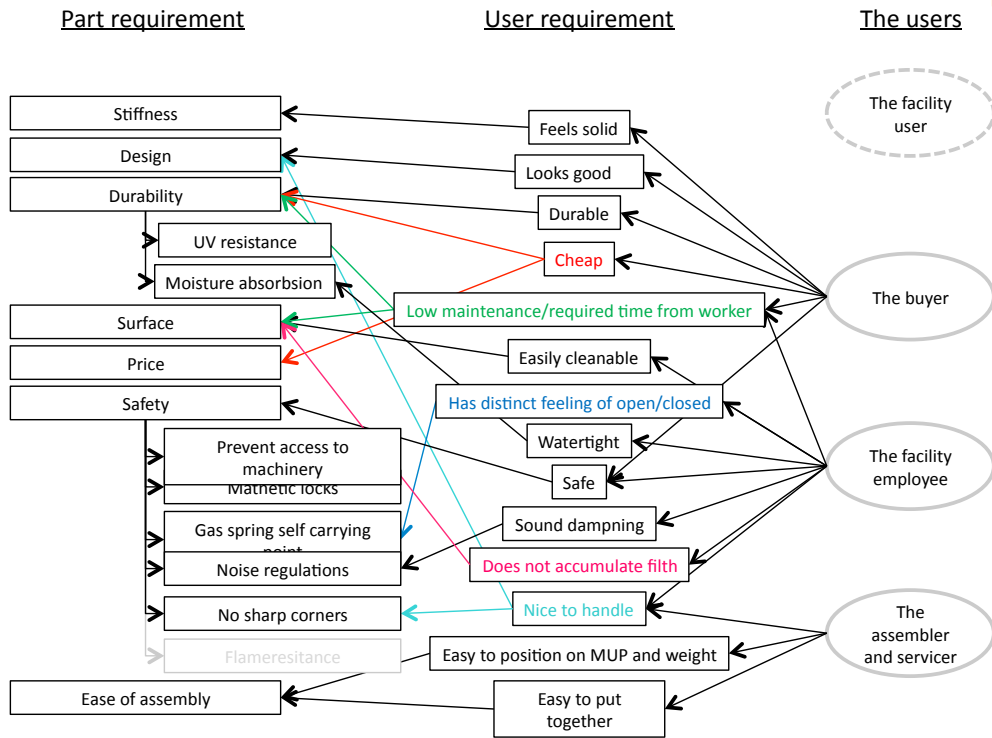 Part requirement
User requirement
The users
Stiffness
Design
Durability
UV resistance
Moisture absorbsion
Surface
Price
Safety
Prevent access to
machinery
Mathetic locks
Gas spring self carrying
point
Noise regulations
No sharp corners
Flameresitance
Ease of assembly
Feels solid
Looks good
Durable
Cheap
Low maintenance/required time from worker
Easily cleanable
Has distinct feeling of open/closed
Watertight
Safe
Sound dampning
Does not accumulate filth
Nice to handle
Easy to position on MUP and weight
Easy to put
together
The facility
user
The buyer
The facility
employee
The
assembler
and servicer